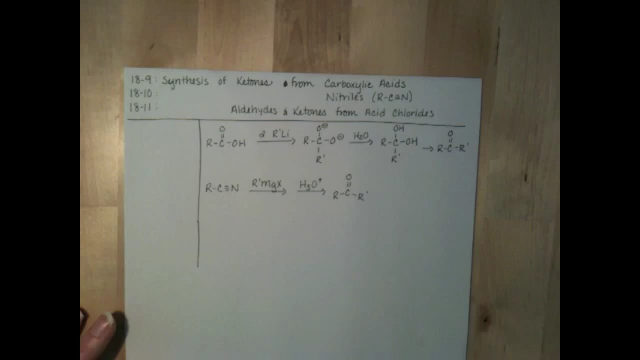 18-9: Synthesis of Ketones from Carboxylic Acids
18-10: Nitriles (R-C≡N)
18-11: Aldehydes & Ketones from Acid Chlorides
O O⊖ OH O
R-C-OH 2 R'Li R-C-O⊖ H2O R-C-OH → R-C-R'
R' R'
O
R-C≡N R'MgX H3O+ R-C-R'